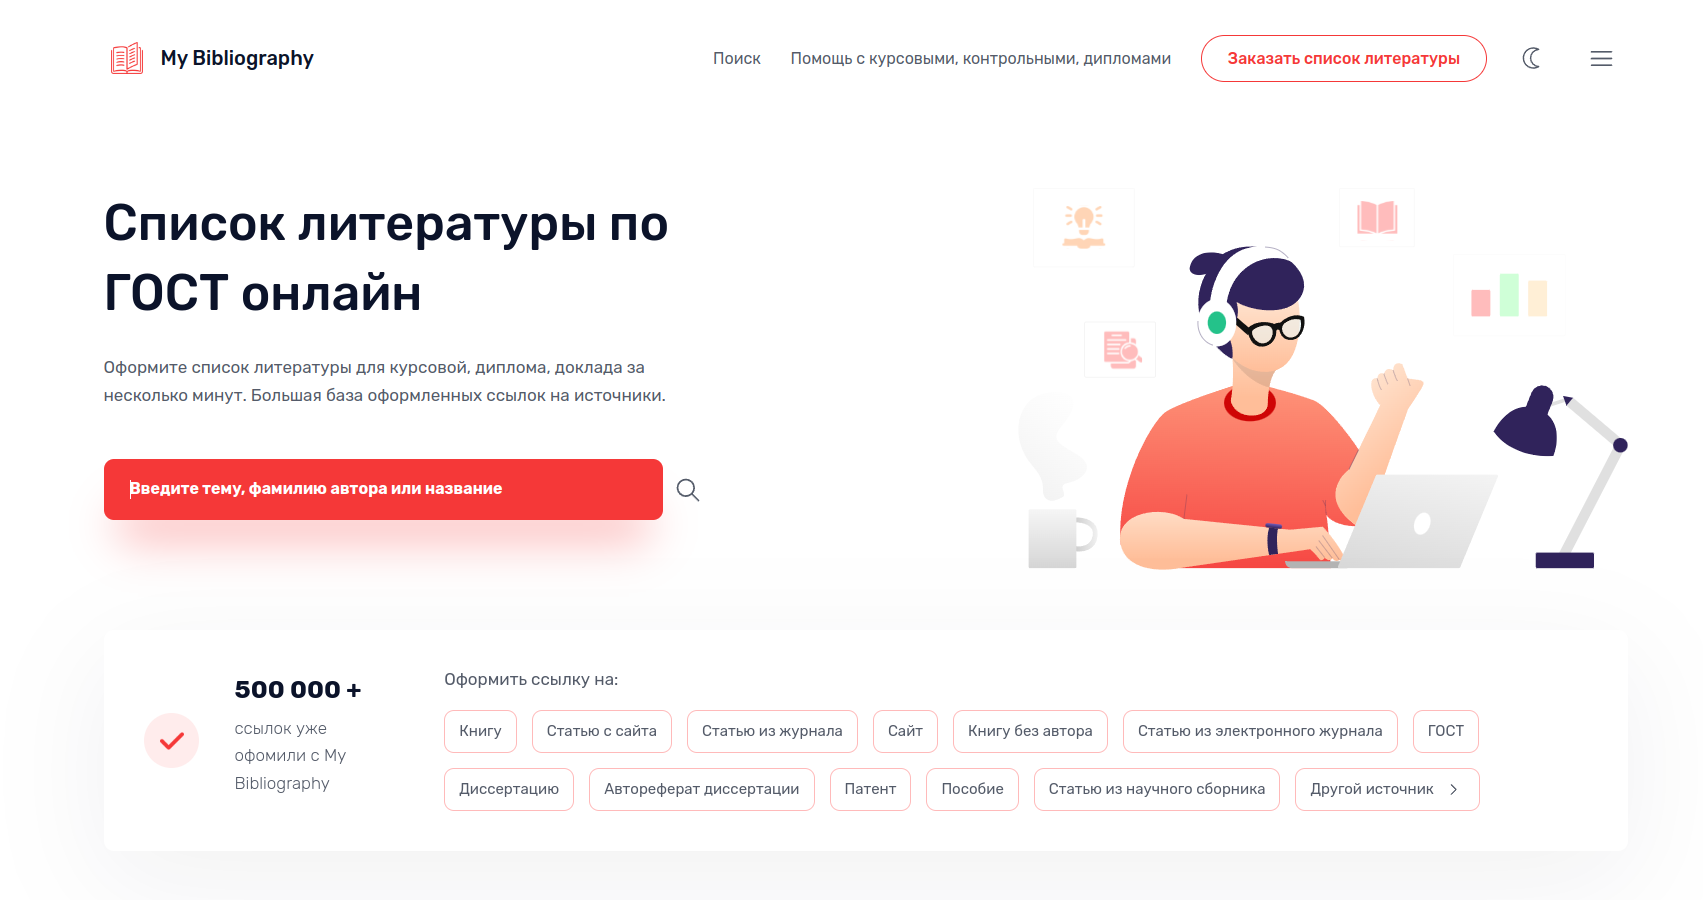 My Bibliography
Поиск
Помощь с курсовыми, контрольными, дипломами
Заказать список литературы
Список литературы по
ГОСТ онлайн
Оформите список литературы для курсовой, диплома, доклада за
несколько минут. Большая база оформленных ссылок на источники.
Введите тему, фамилию автора или название
500 000 +
ссылок уже
офомили с My
Bibliography
Оформить ссылку на:
Книгу
Статью с сайта
Статью из журнала
Сайт
Книгу без автора
Статью из электронного журнала
ГОСТ
Диссертацию
Автореферат диссертации
Патент
Пособие
Статью из научного сборника
Другой источник